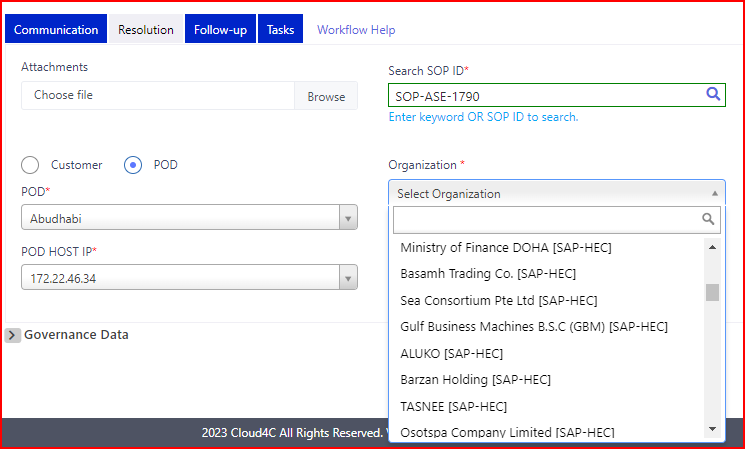 Communication Resolution Follow-up Tasks Workflow Help
Attachments
Choose file Browse
Search SOP ID*
SOP-ASE-1790
Enter keyword OR SOP ID to search.
Customer POD
POD*
Abudhabi
POD HOST IP*
172.22.46.34
Organization *
Select Organization
Ministry of Finance DOHA [SAP-HEC]
Basamh Trading Co. [SAP-HEC]
Sea Consortium Pte Ltd [SAP-HEC]
Gulf Business Machines B.S.C (GBM) [SAP-HEC]
ALUKO [SAP-HEC]
Barzan Holding [SAP-HEC]
TASNEE [SAP-HEC]
Osotspa Company Limited [SAP-HEC]
Governance Data
2023 Cloud4C All Rights Reserved.